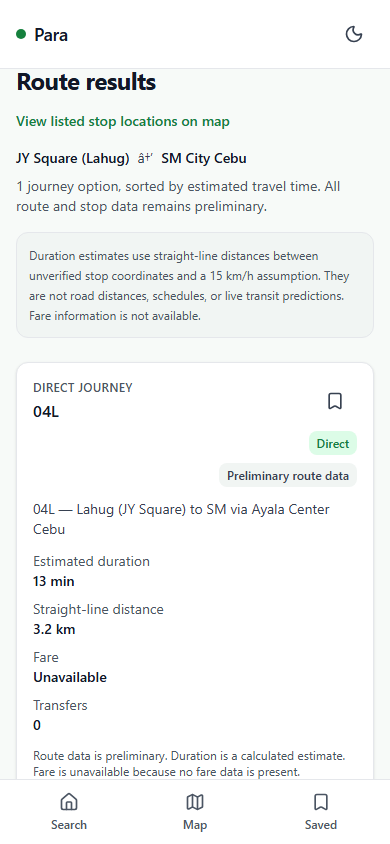 Para
Route results
View listed stop locations on map
JY Square (Lahug) â†’ SM City Cebu
1 journey option, sorted by estimated travel time. All
route and stop data remains preliminary.
Duration estimates use straight-line distances between
unverified stop coordinates and a 15 km/h assumption. They
are not road distances, schedules, or live transit predictions.
Fare information is not available.
DIRECT JOURNEY
04L
Direct
Preliminary route data
04L — Lahug (JY Square) to SM via Ayala Center
Cebu
Estimated duration
13 min
Straight-line distance
3.2 km
Fare
Unavailable
Transfers
0
Route data is preliminary. Duration is a calculated estimate.
Fare is unavailable because no fare data is present.
Search
Map
Saved